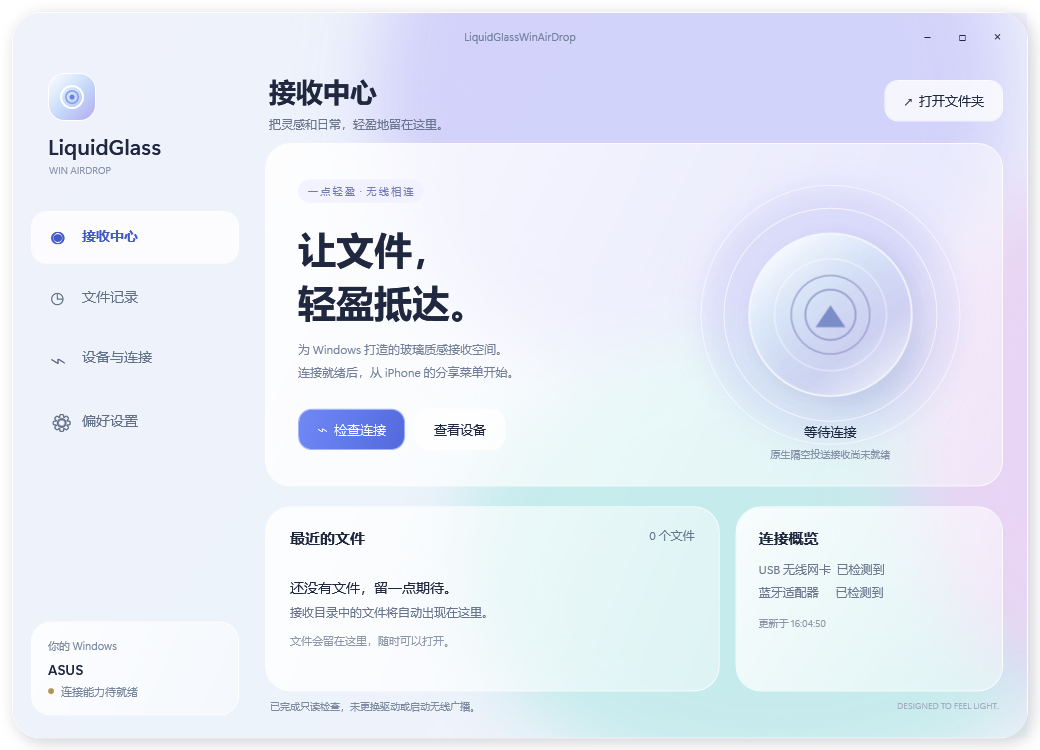 LiquidGlassWinAirDrop
LiquidGlass
WIN AIRDROP
接收中心
文件记录
设备与连接
偏好设置
你的 Windows
ASUS
连接能力待就绪
接收中心
把灵感和日常，轻盈地留在这里。
↗ 打开文件夹
一点轻盈 · 无线相连
让文件，
轻盈抵达。
为 Windows 打造的玻璃质感接收空间。
连接就绪后，从 iPhone 的分享菜单开始。
检查连接
查看设备
等待连接
原生隔空投送接收尚未就绪
最近的文件
0 个文件
还没有文件，留一点期待。
接收目录中的文件将自动出现在这里。
文件会留在这里，随时可以打开。
连接概览
USB 无线网卡 已检测到
蓝牙适配器 已检测到
更新于 16:04:50
已完成只读检查，未更换驱动或启动无线广播。
DESIGNED TO FEEL LIGHT.